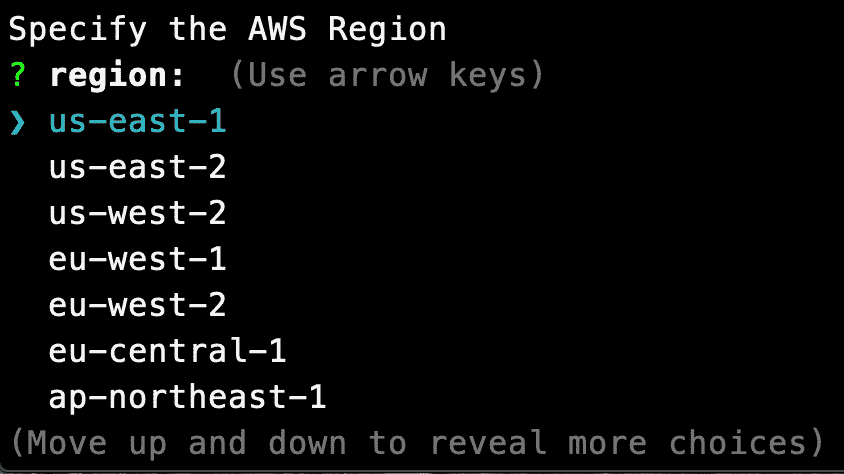 Specify the AWS Region
? region:  (Use arrow keys)
❯ us-east-1
  us-east-2
  us-west-2
  eu-west-1
  eu-west-2
  eu-central-1
  ap-northeast-1
(Move up and down to reveal more choices)